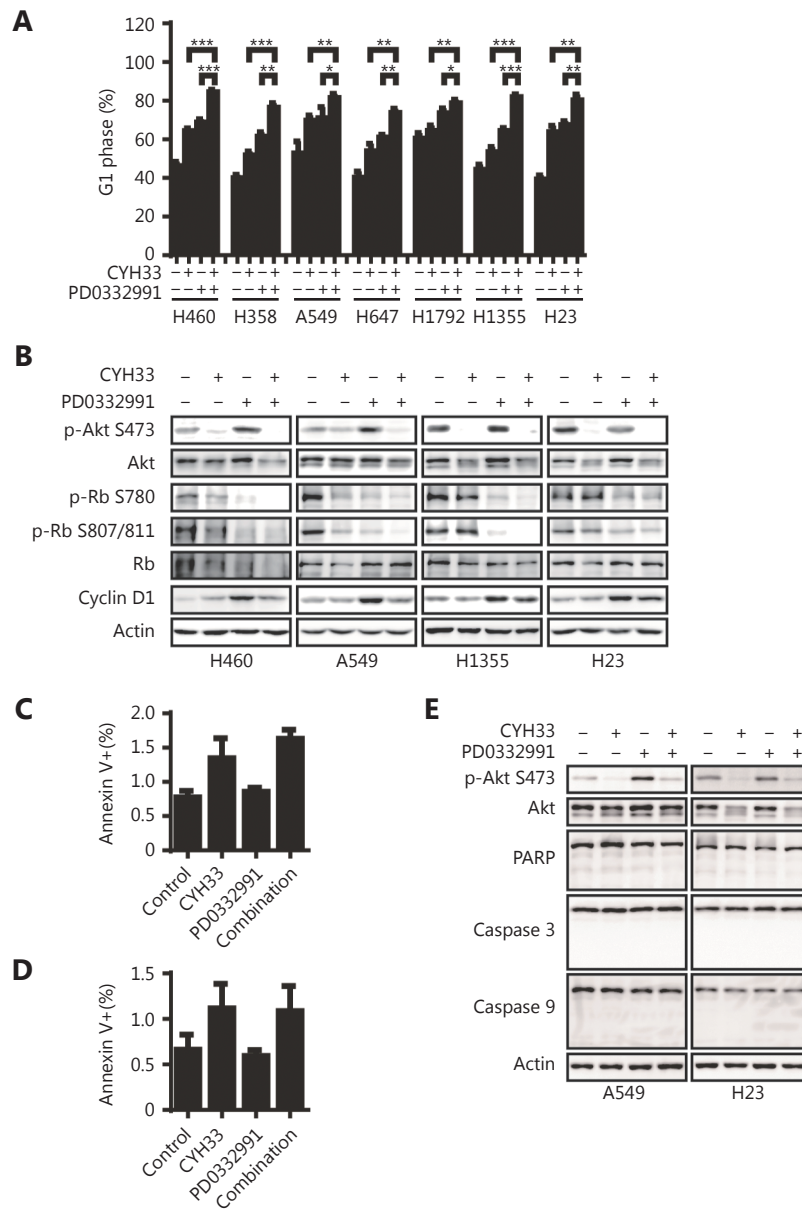 A
120
100
80
60
40
20
0
G1 phase (%)
*** *** ** ** ** *** **
*** ** * ** * *** **
CYH33 − + − + − + − + − + − + − + − + − + − + − + − + − + − +
PD0332991 − − + + − − + + − − + + − − + + − − + + − − + + − − + +
H460 H358 A549 H647 H1792 H1355 H23
B
CYH33 − + − + − + − + − + − + − + − +
PD0332991 − − + + − − + + − − + + − − + +
p-Akt S473
Akt
p-Rb S780
p-Rb S807/811
Rb
Cyclin D1
Actin
H460 A549 H1355 H23
C
2.0
1.5
1.0
0.5
0
Annexin V+(%)
Control CYH33 PD0332991 Combination
D
1.5
1.0
0.5
0
Annexin V+(%)
Control CYH33 PD0332991 Combination
E
CYH33 − + − + − + − +
PD0332991 − − + + − − + +
p-Akt S473
Akt
PARP
Caspase 3
Caspase 9
Actin
A549 H23